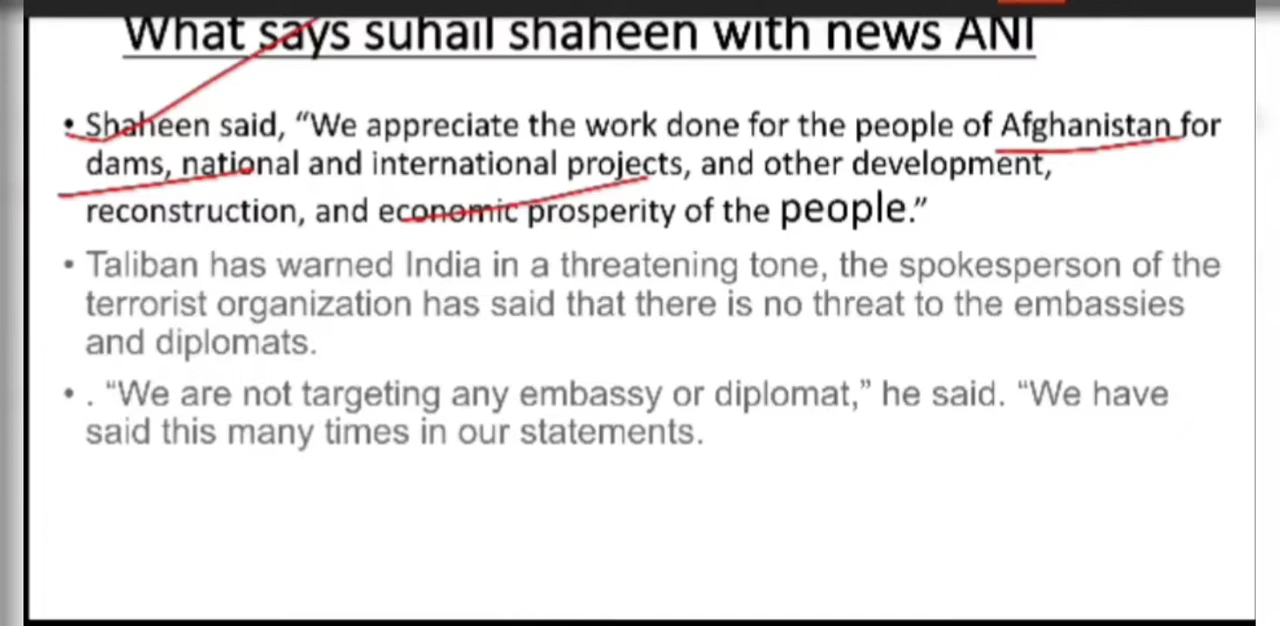 What says suhail shaheen with news ANI
• Shaheen said, “We appreciate the work done for the people of Afghanistan for
dams, national and international projects, and other development,
reconstruction, and economic prosperity of the people.”
• Taliban has warned India in a threatening tone, the spokesperson of the
terrorist organization has said that there is no threat to the embassies
and diplomats.
• . “We are not targeting any embassy or diplomat,” he said. “We have
said this many times in our statements.